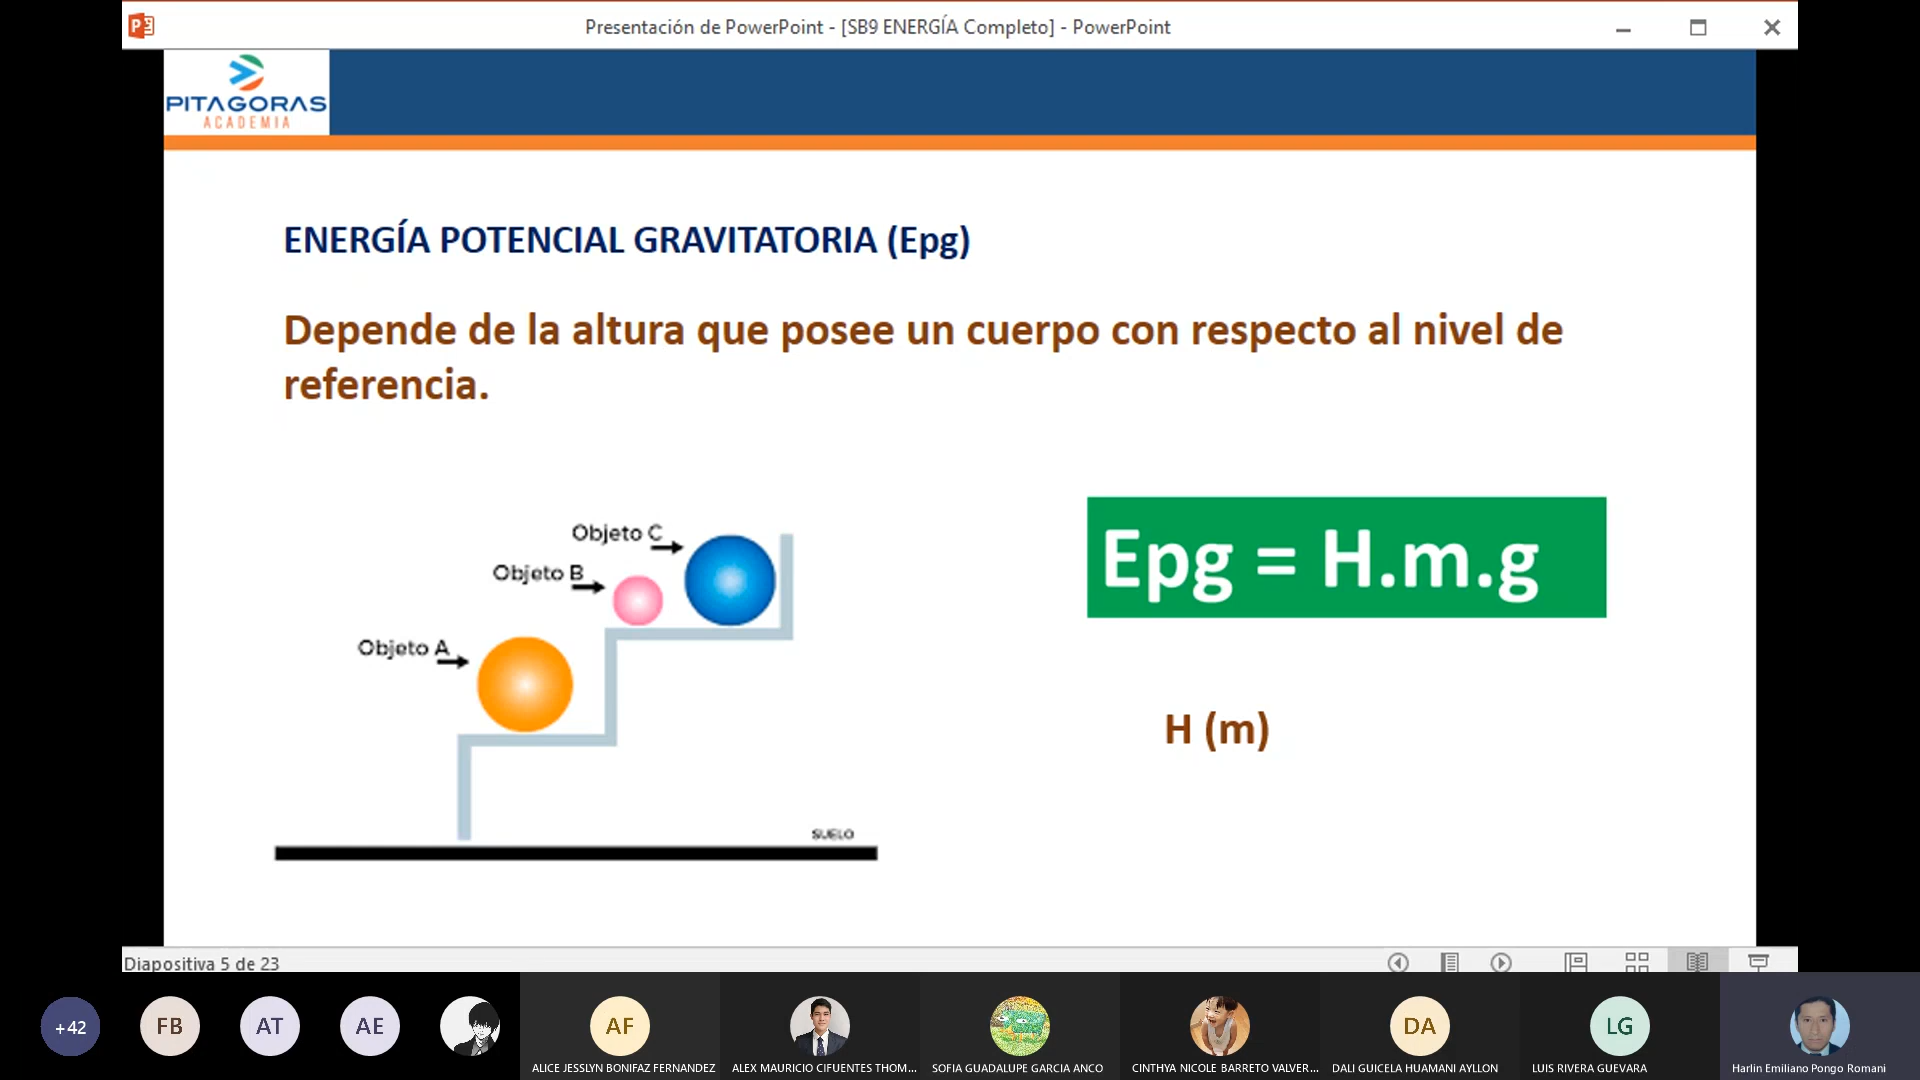 Presentación de PowerPoint - [SB9 ENERGÍA Completo] - PowerPoint
PITAGORAS
ACADEMIA
ENERGÍA POTENCIAL GRAVITATORIA (Epg)
Depende de la altura que posee un cuerpo con respecto al nivel de
referencia.
Objeto C
Objeto B
Objeto A
SUELO
Epg = H.m.g
H (m)
Diapositiva 5 de 23
+42
FB
AT
AE
AF
DA
LG
ALICE JESSLYN BONIFAZ FERNANDEZ
ALEX MAURICIO CIFUENTES THOM...
SOFIA GUADALUPE GARCIA ANCO
CINTHYA NICOLE BARRETO VALVER...
DALI GUICELA HUAMANI AYLLON
LUIS RIVERA GUEVARA
Harlin Emiliano Pongo Romani